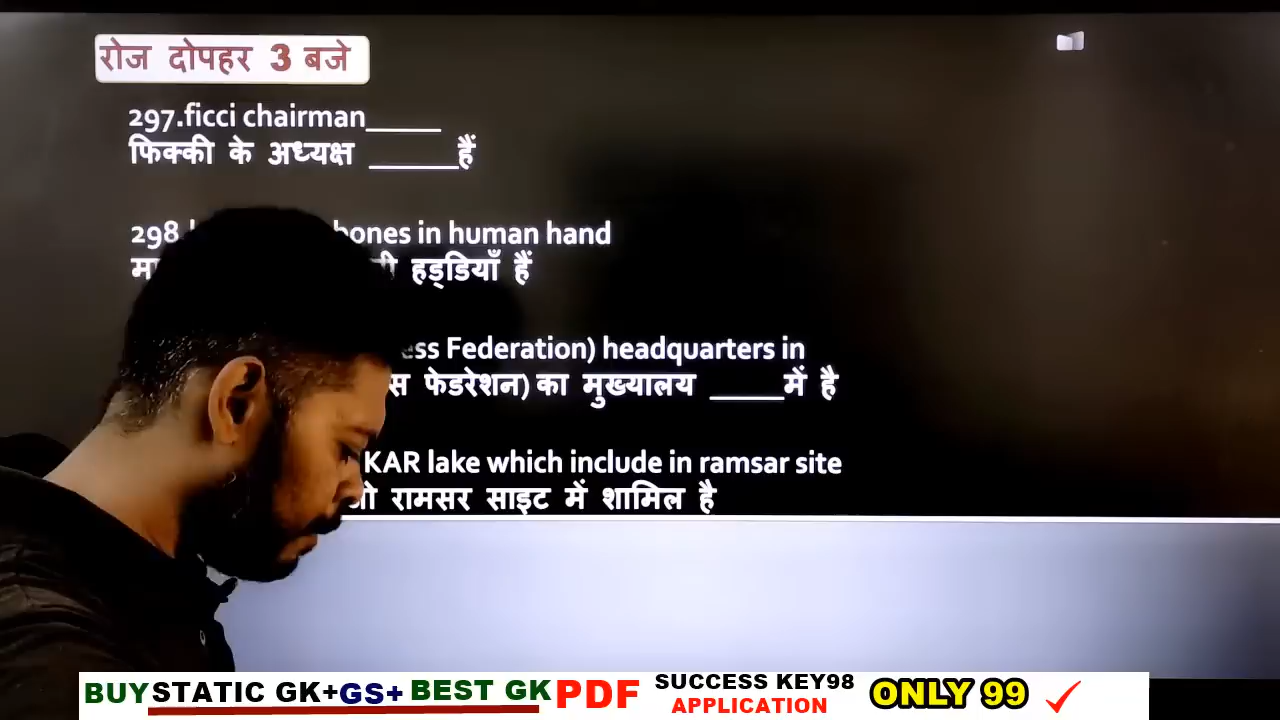 रोज दोपहर 3 बजे
297.ficci chairman_____
फिक्की के अध्यक्ष ______हैं
298 bones in human hand
हड्डियाँ हैं
Federation) headquarters in
फेडरेशन) का मुख्यालय _____में है
KAR lake which include in ramsar site
रामसर साइट में शामिल है
BUY STATIC GK+GS+ BEST GK PDF SUCCESS KEY98 APPLICATION ONLY 99